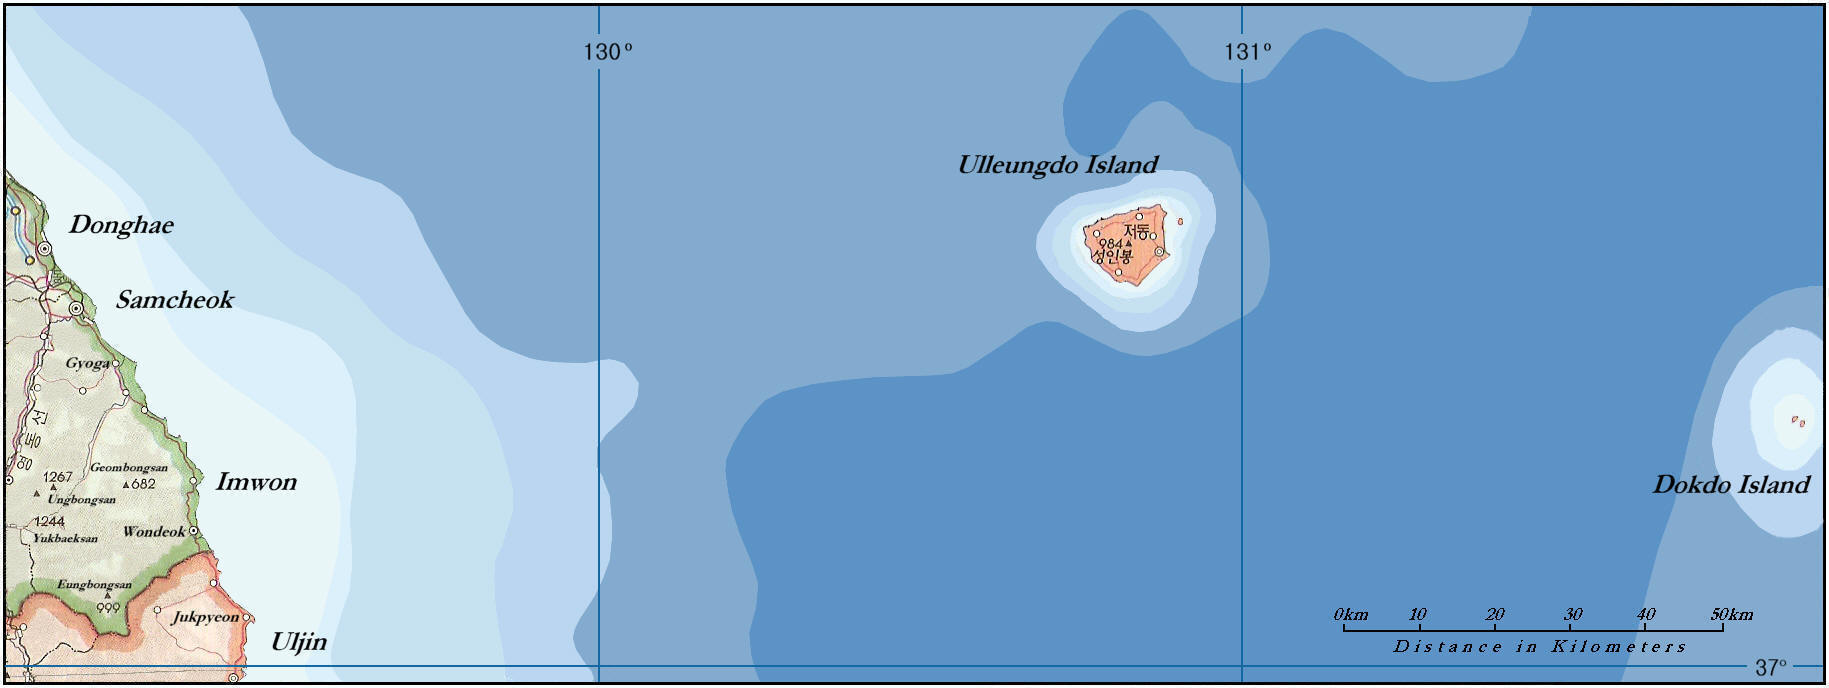 130°
131°
Ulleungdo Island
Donghae
저동
984
성인봉
Samcheok
Gyoga
Dokdo Island
Geombongsan
1267
682
Imwon
Ungbongsan
1244
Wondeok
Yukbaeksan
Eungbongsan
999
Jukpyeon
0km 10 20 30 40 50km
Uljin
Distance in Kilometers
37°